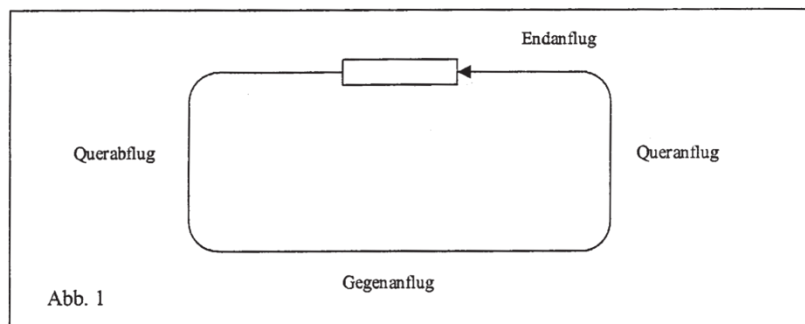 Endanflug
Querabflug
Queranflug
Gegenanflug
Abb. 1